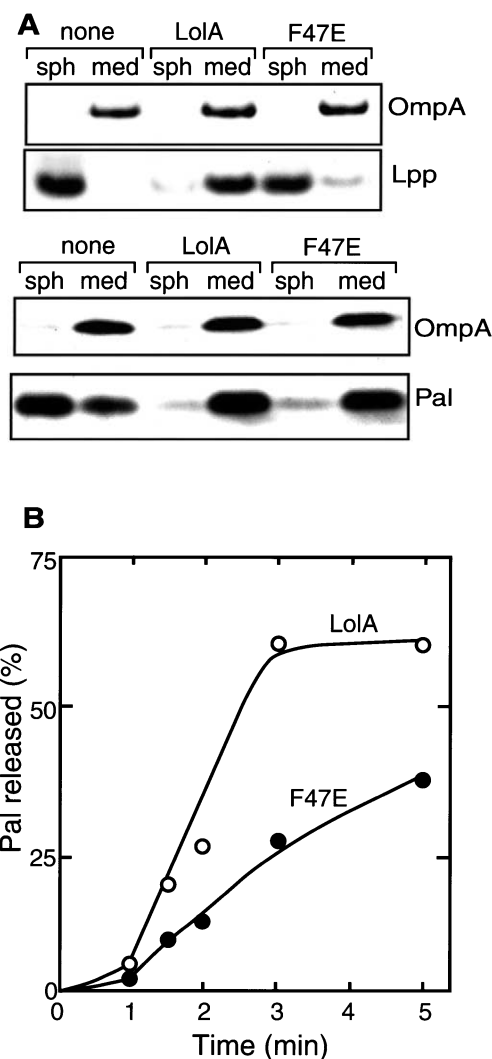 A
none LolA F47E
sph med sph med sph med
OmpA
Lpp
none LolA F47E
sph med sph med sph med
OmpA
Pal
B
75
LolA
50
Pal released (%)
F47E
25
0
0 1 2 3 4 5
Time (min)